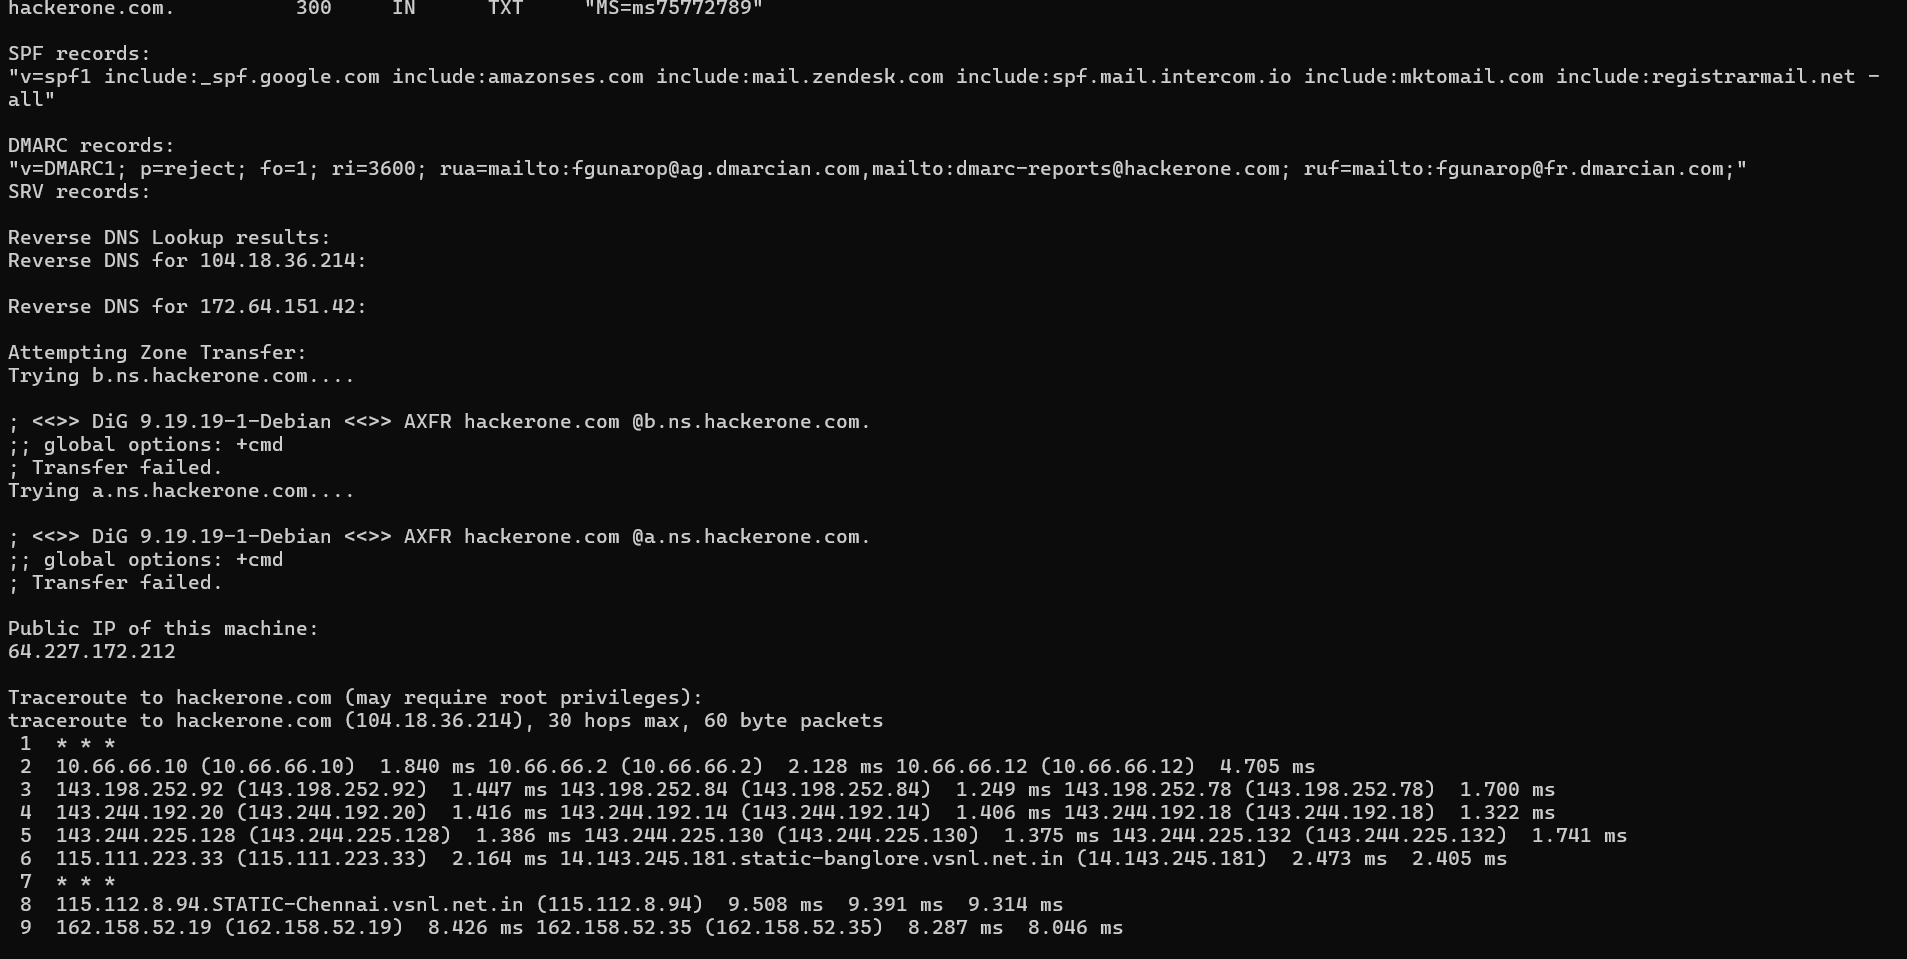 hackerone.com.          300     IN      TXT     "MS=ms75772789"
SPF records:
"v=spf1 include:_spf.google.com include:amazonses.com include:mail.zendesk.com include:spf.mail.intercom.io include:mktomail.com include:registrarmail.net -
all"
DMARC records:
"v=DMARC1; p=reject; fo=1; ri=3600; rua=mailto:fgunarop@ag.dmarcian.com,mailto:dmarc-reports@hackerone.com; ruf=mailto:fgunarop@fr.dmarcian.com;"
SRV records:
Reverse DNS Lookup results:
Reverse DNS for 104.18.36.214:
Reverse DNS for 172.64.151.42:
Attempting Zone Transfer:
Trying b.ns.hackerone.com....
; <<>> DiG 9.19.19-1-Debian <<>> AXFR hackerone.com @b.ns.hackerone.com.
;; global options: +cmd
; Transfer failed.
Trying a.ns.hackerone.com....
; <<>> DiG 9.19.19-1-Debian <<>> AXFR hackerone.com @a.ns.hackerone.com.
;; global options: +cmd
; Transfer failed.
Public IP of this machine:
64.227.172.212
Traceroute to hackerone.com (may require root privileges):
traceroute to hackerone.com (104.18.36.214), 30 hops max, 60 byte packets
 1  * * *
 2  10.66.66.10 (10.66.66.10)  1.840 ms 10.66.66.2 (10.66.66.2)  2.128 ms 10.66.66.12 (10.66.66.12)  4.705 ms
 3  143.198.252.92 (143.198.252.92)  1.447 ms 143.198.252.84 (143.198.252.84)  1.249 ms 143.198.252.78 (143.198.252.78)  1.700 ms
 4  143.244.192.20 (143.244.192.20)  1.416 ms 143.244.192.14 (143.244.192.14)  1.406 ms 143.244.192.18 (143.244.192.18)  1.322 ms
 5  143.244.225.128 (143.244.225.128)  1.386 ms 143.244.225.130 (143.244.225.130)  1.375 ms 143.244.225.132 (143.244.225.132)  1.741 ms
 6  115.111.223.33 (115.111.223.33)  2.164 ms 14.143.245.181.static-banglore.vsnl.net.in (14.143.245.181)  2.473 ms  2.405 ms
 7  * * *
 8  115.112.8.94.STATIC-Chennai.vsnl.net.in (115.112.8.94)  9.508 ms  9.391 ms  9.314 ms
 9  162.158.52.19 (162.158.52.19)  8.426 ms 162.158.52.35 (162.158.52.35)  8.287 ms  8.046 ms